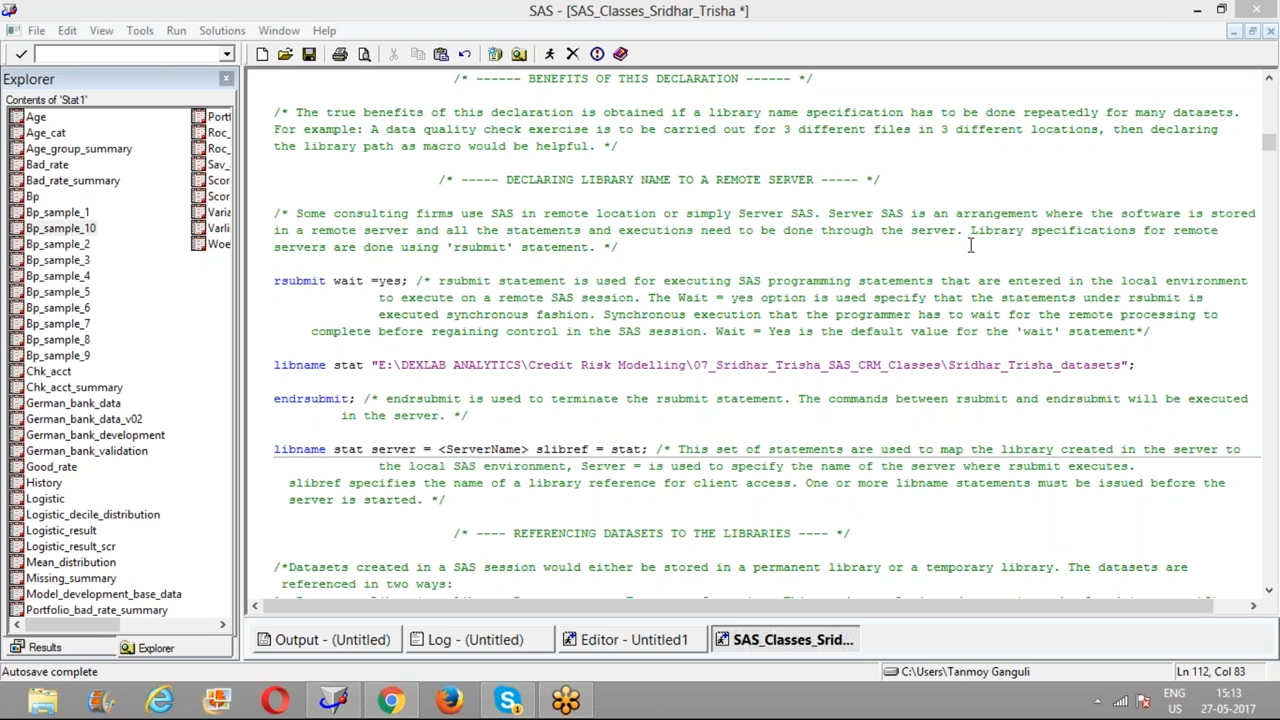 SAS - [SAS_Classes_Sridhar_Trisha *]
File Edit View Tools Run Solutions Window Help
Explorer
Contents of 'Stat1'
Age
Age_cat
Age_group_summary
Bad_rate
Bad_rate_summary
Bp
Bp_sample_1
Bp_sample_10
Bp_sample_2
Bp_sample_3
Bp_sample_4
Bp_sample_5
Bp_sample_6
Bp_sample_7
Bp_sample_8
Bp_sample_9
Chk_acct
Chk_acct_summary
German_bank_data
German_bank_data_v02
German_bank_development
German_bank_validation
Good_rate
History
Logistic
Logistic_decile_distribution
Logistic_result
Logistic_result_scr
Mean_distribution
Missing_summary
Model_development_base_data
Portfolio_bad_rate_summary
Portf
Roc_
Roc_
Sav_
Scor
Scor
Varia
Varli
Woe
/* ------ BENEFITS OF THIS DECLARATION ------ */
/* The true benefits of this declaration is obtained if a library name specification has to be done repeatedly for many datasets.
For example: A data quality check exercise is to be carried out for 3 different files in 3 different locations, then declaring
the library path as macro would be helpful. */
/* ----- DECLARING LIBRARY NAME TO A REMOTE SERVER ----- */
/* Some consulting firms use SAS in remote location or simply Server SAS. Server SAS is an arrangement where the software is stored
in a remote server and all the statements and executions need to be done through the server. Library specifications for remote
servers are done using 'rsubmit' statement. */
rsubmit wait =yes; /* rsubmit statement is used for executing SAS programming statements that are entered in the local environment
to execute on a remote SAS session. The Wait = yes option is used specify that the statements under rsubmit is
executed synchronous fashion. Synchronous execution that the programmer has to wait for the remote processing to
complete before regaining control in the SAS session. Wait = Yes is the default value for the 'wait' statement*/
libname stat "E:\DEXLAB ANALYTICS\Credit Risk Modelling\07_Sridhar_Trisha_SAS_CRM_Classes\Sridhar_Trisha_datasets";
endrsubmit; /* endrsubmit is used to terminate the rsubmit statement. The commands between rsubmit and endrsubmit will be executed
in the server. */
libname stat server = <ServerName> slibref = stat; /* This set of statements are used to map the library created in the server to
the local SAS environment, Server = is used to specify the name of the server where rsubmit executes.
slibref specifies the name of a library reference for client access. One or more libname statements must be issued before the
server is started. */
/* ---- REFERENCING DATASETS TO THE LIBRARIES ---- */
/*Datasets created in a SAS session would either be stored in a permanent library or a temporary library. The datasets are
referenced in two ways:
Results
Explorer
Output - (Untitled)
Log - (Untitled)
Editor - Untitled1
SAS_Classes_Srid...
Autosave complete
C:\Users\Tanmoy Ganguli
Ln 112, Col 83
ENG
US
15:13
27-05-2017